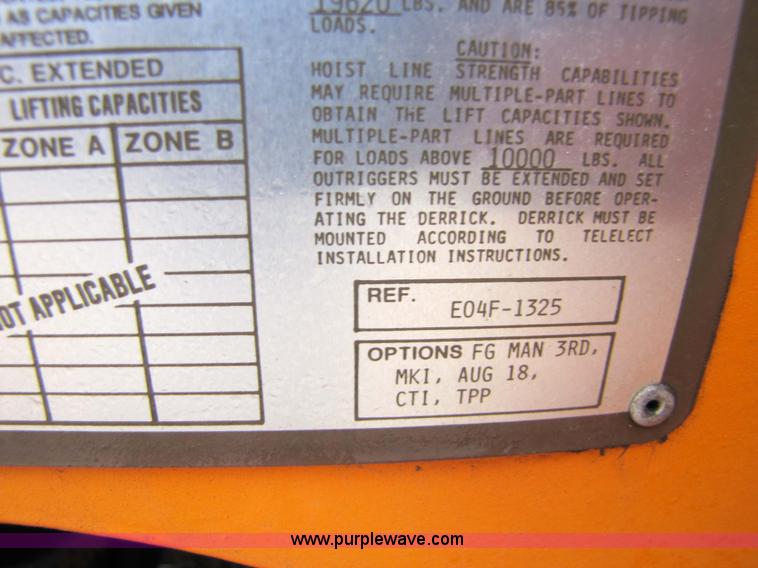 AS CAPACITIES GIVEN
AFFECTED.
C. EXTENDED
LIFTING CAPACITIES
ZONE A ZONE B
NOT APPLICABLE
19620 LBS. AND ARE 85% OF TIPPING
LOADS.
CAUTION:
HOIST LINE STRENGTH CAPABILITIES
MAY REQUIRE MULTIPLE-PART LINES TO
OBTAIN THE LIFT CAPACITIES SHOWN.
MULTIPLE-PART LINES ARE REQUIRED
FOR LOADS ABOVE 10000 LBS. ALL
OUTRIGGERS MUST BE EXTENDED AND SET
FIRMLY ON THE GROUND BEFORE OPER-
ATING THE DERRICK. DERRICK MUST BE
MOUNTED ACCORDING TO TELELECT
INSTALLATION INSTRUCTIONS.
REF. E04F-1325
OPTIONS FG MAN 3RD,
MKI, AUG 18,
CTI, TPP
www.purplewave.com